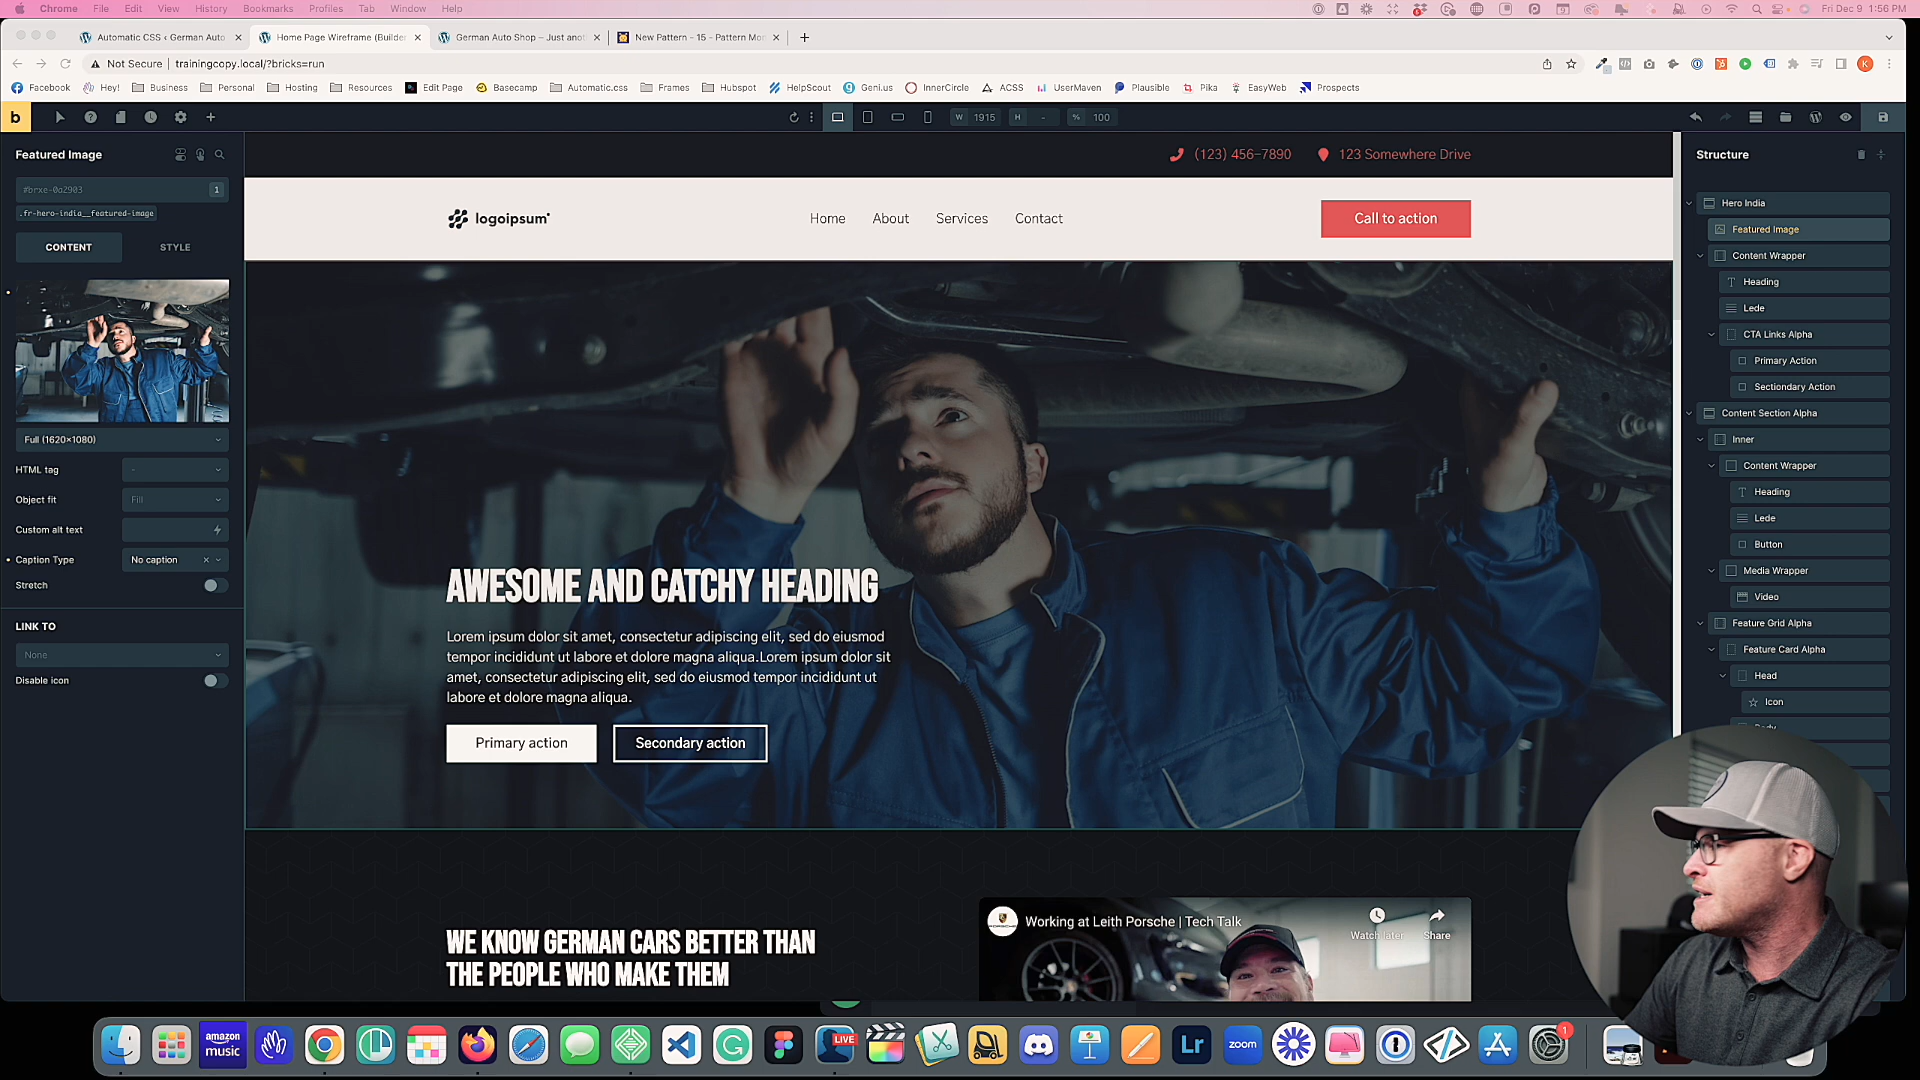 Chrome File Edit View History Bookmarks Profiles Tab Window Help
Fri Dec 9 1:56 PM
Automatic CSS ‹ German Auto
Home Page Wireframe (Builder
German Auto Shop – Just anot
New Pattern - 15 - Pattern Mon
Not Secure trainingcopy.local/?bricks=run
K
Facebook Hey! Business Personal Hosting Resources Edit Page Basecamp Automatic.css Frames Hubspot HelpScout Geni.us InnerCircle ACSS UserMaven Plausible Pika EasyWeb Prospects
b
W 1915 H - % 100
Featured Image
#brxe-0a2903 1
.fr-hero-india__featured-image
CONTENT STYLE
Full (1620×1080)
HTML tag -
Object fit Fill
Custom alt text
Caption Type No caption
Stretch
LINK TO
None
Disable icon
(123) 456-7890 123 Somewhere Drive
logoipsum
Home About Services Contact
Call to action
AWESOME AND CATCHY HEADING
Lorem ipsum dolor sit amet, consectetur adipiscing elit, sed do eiusmod
tempor incididunt ut labore et dolore magna aliqua.Lorem ipsum dolor sit
amet, consectetur adipiscing elit, sed do eiusmod tempor incididunt ut
labore et dolore magna aliqua.
Primary action Secondary action
WE KNOW GERMAN CARS BETTER THAN
THE PEOPLE WHO MAKE THEM
Working at Leith Porsche | Tech Talk
Watch later Share
Structure
Hero India
Featured Image
Content Wrapper
Heading
Lede
CTA Links Alpha
Primary Action
Sectiondary Action
Content Section Alpha
Inner
Content Wrapper
Heading
Lede
Button
Media Wrapper
Video
Feature Grid Alpha
Feature Card Alpha
Head
Icon
amazon
music
LIVE
Lr
zoom
1